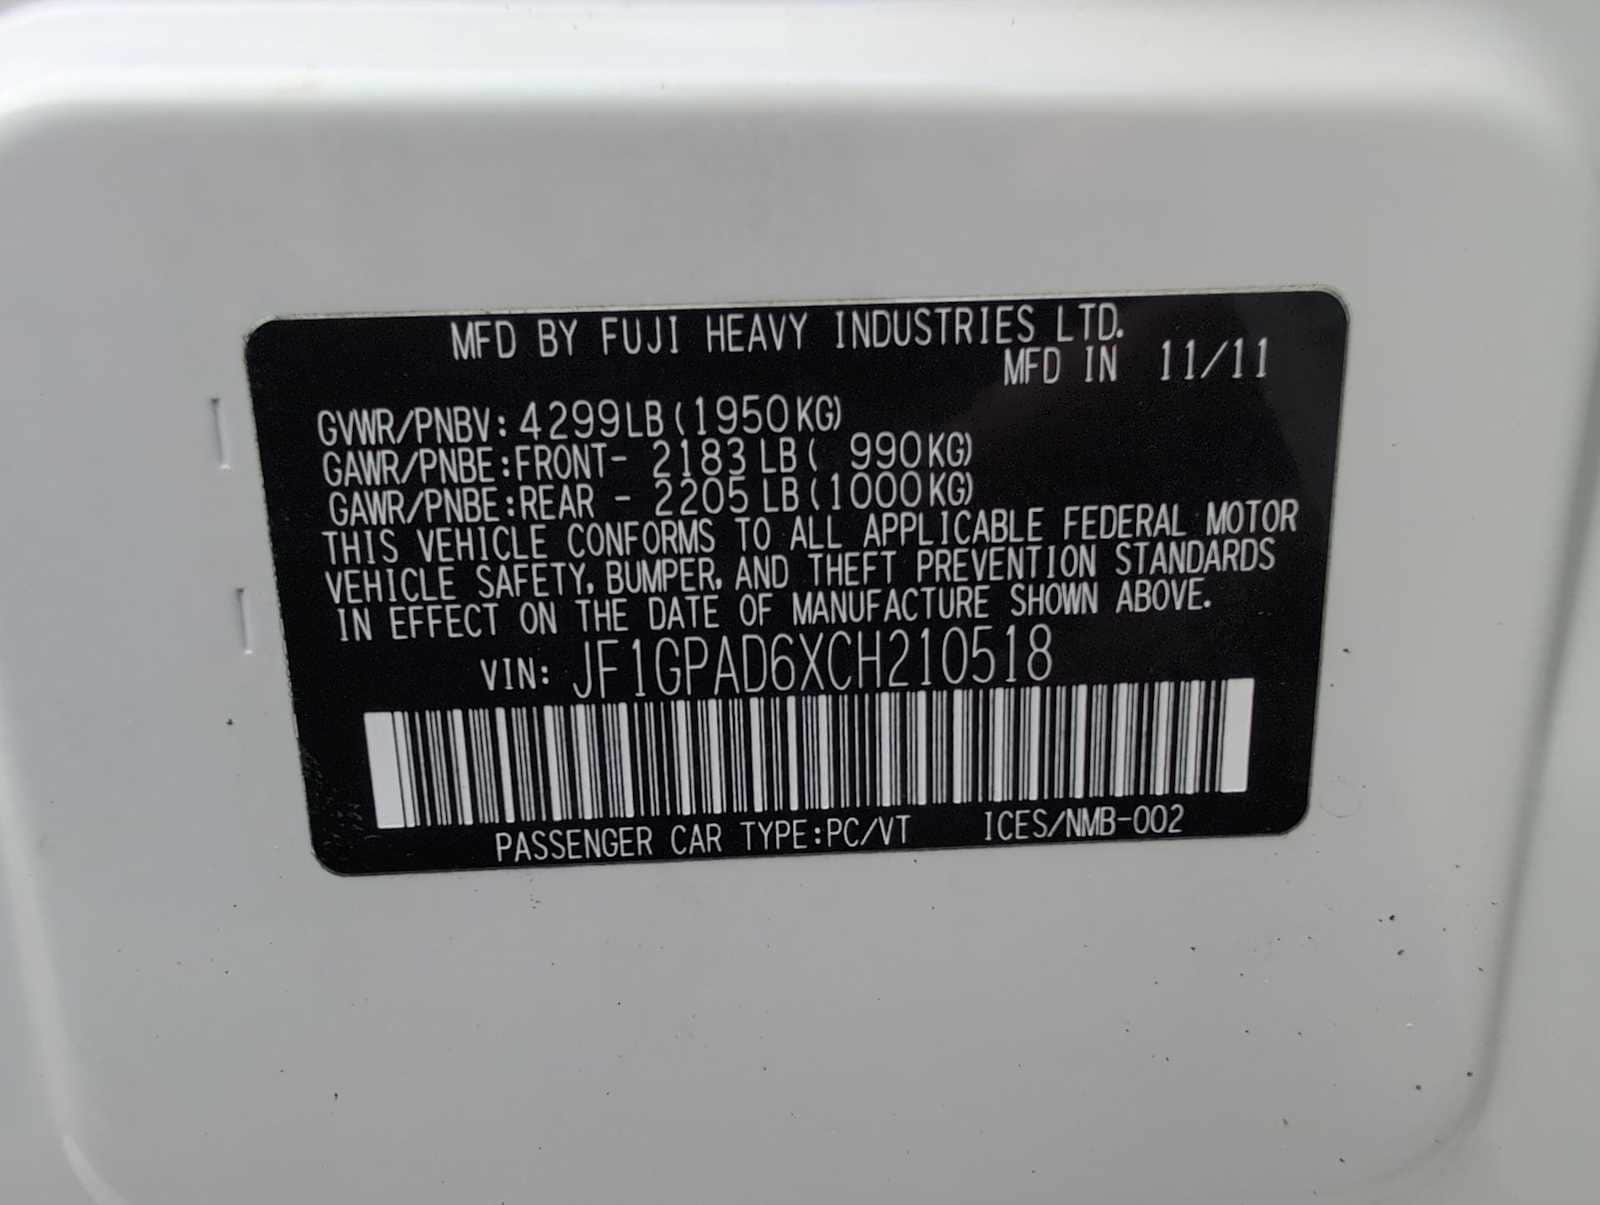 MFD BY FUJI HEAVY INDUSTRIES LTD.
MFD IN 11/11
GVWR/PNBV: 4299LB(1950KG)
GAWR/PNBE:FRONT- 2183LB( 990KG)
GAWR/PNBE:REAR - 2205LB(1000KG)
THIS VEHICLE CONFORMS TO ALL APPLICABLE FEDERAL MOTOR
VEHICLE SAFETY, BUMPER, AND THEFT PREVENTION STANDARDS
IN EFFECT ON THE DATE OF MANUFACTURE SHOWN ABOVE.
VIN: JF1GPAD6XCH210518
PASSENGER CAR TYPE:PC/VT ICES/NMB-002